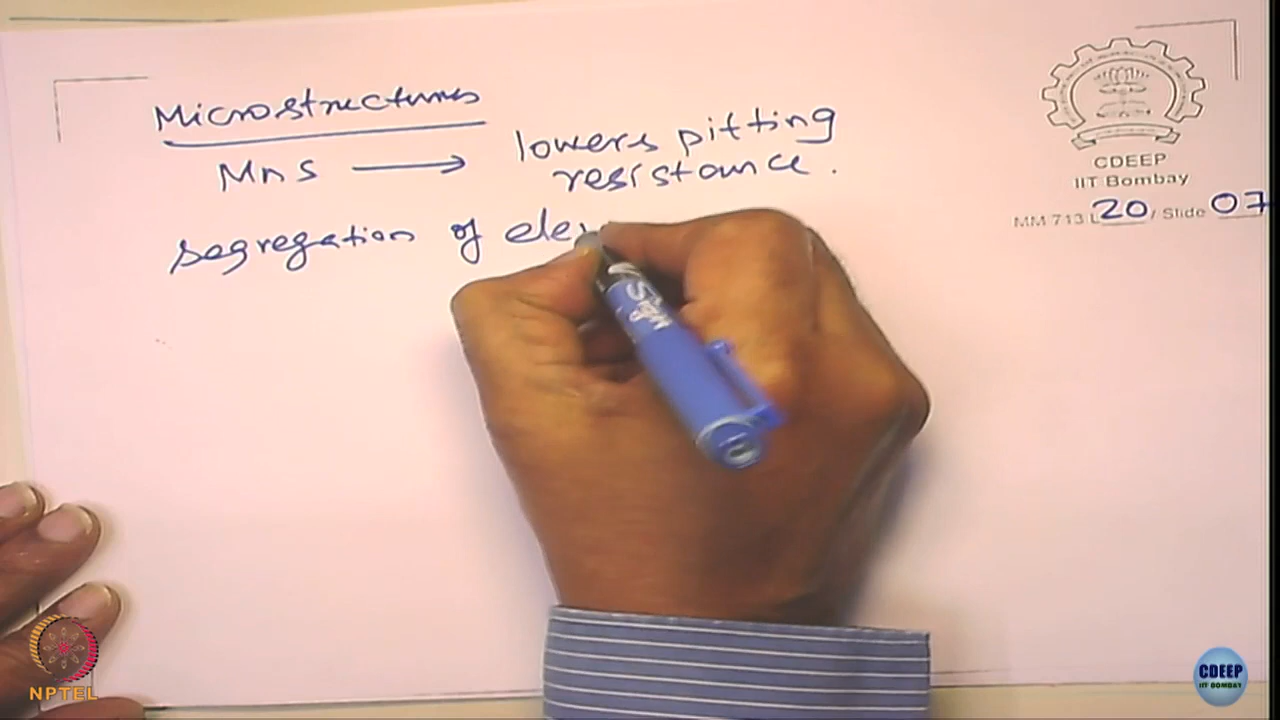 Microstructures
MnS → lowers pitting
resistance.
segregation of ele
CDEEP
IIT Bombay
MM 713 L 20 / Slide 07
NPTEL
CDEEP
IIT BOMBAY